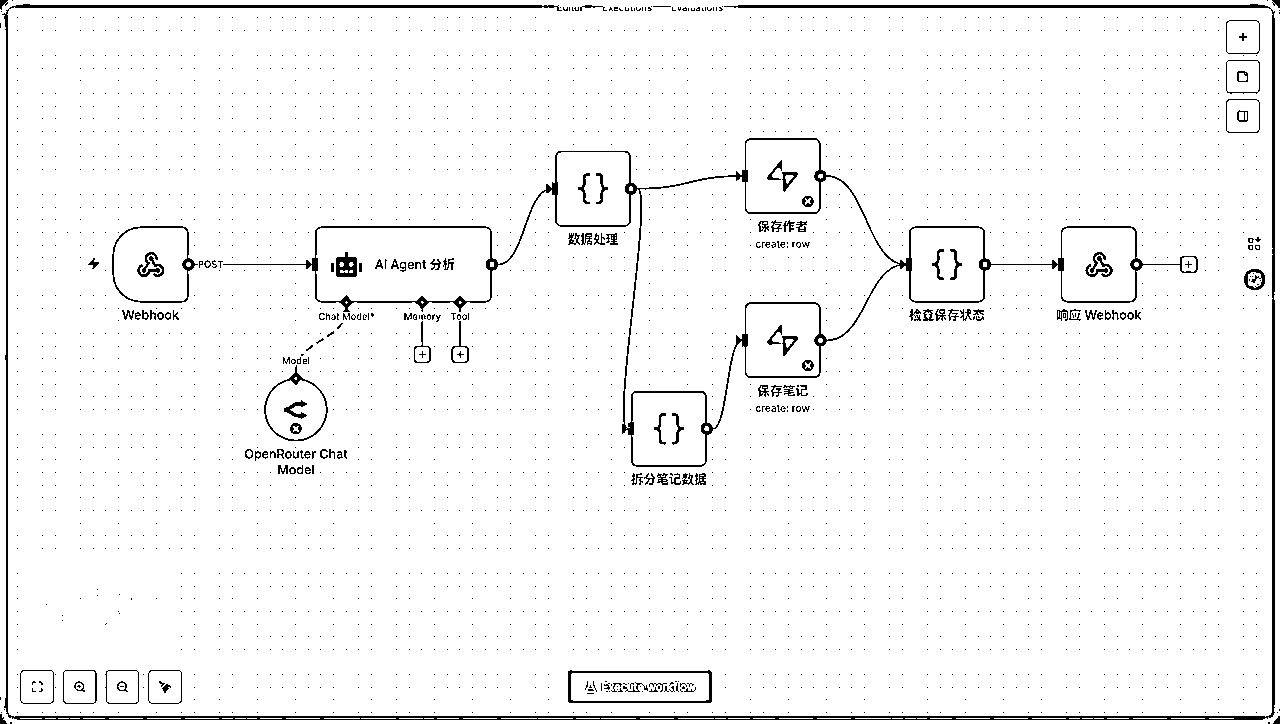 Editor Executions Evaluations
保存作者
create: row
数据处理
POST
AI Agent 分析
Webhook
Chat Model*
Memory
Tool
检查保存状态
响应 Webhook
Model
保存笔记
create: row
OpenRouter Chat
Model
拆分笔记数据
Execute workflow